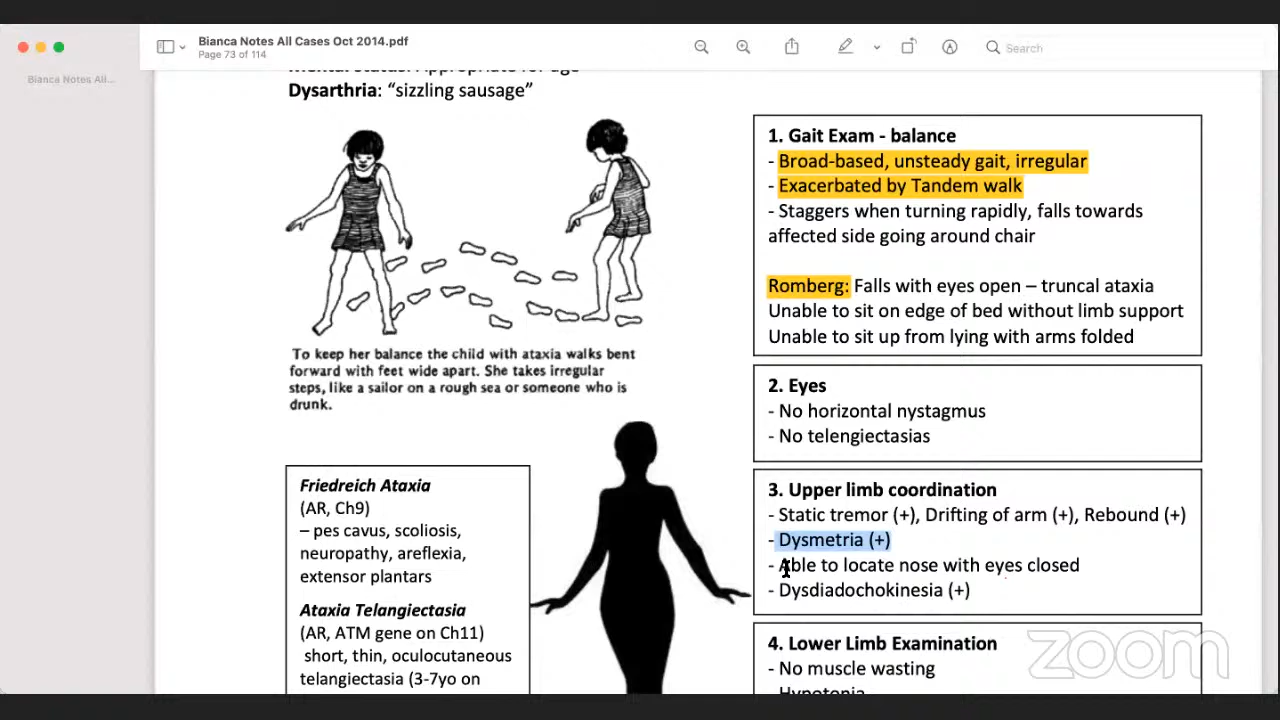 Bianca Notes All Cases Oct 2014.pdf
Page 73 of 114
Search
Bianca Notes All...
Mental status: Appropriate for age
Dysarthria: “sizzling sausage”
To keep her balance the child with ataxia walks bent
forward with feet wide apart. She takes irregular
steps, like a sailor on a rough sea or someone who is
drunk.
Friedreich Ataxia
(AR, Ch9)
– pes cavus, scoliosis,
neuropathy, areflexia,
extensor plantars
Ataxia Telangiectasia
(AR, ATM gene on Ch11)
short, thin, oculocutaneous
telangiectasia (3-7yo on
1. Gait Exam - balance
- Broad-based, unsteady gait, irregular
- Exacerbated by Tandem walk
- Staggers when turning rapidly, falls towards
affected side going around chair
Romberg: Falls with eyes open – truncal ataxia
Unable to sit on edge of bed without limb support
Unable to sit up from lying with arms folded
2. Eyes
- No horizontal nystagmus
- No telengiectasias
3. Upper limb coordination
- Static tremor (+), Drifting of arm (+), Rebound (+)
- Dysmetria (+)
- Able to locate nose with eyes closed
- Dysdiadochokinesia (+)
4. Lower Limb Examination
- No muscle wasting
- Hypotonia
zoom